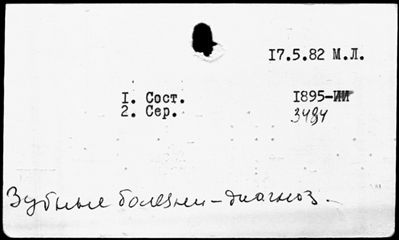 17.5.82 М.Л.
1. Сост. 1895-ИИ
2. Сер. 3484
Зубные болезни - диагноз.